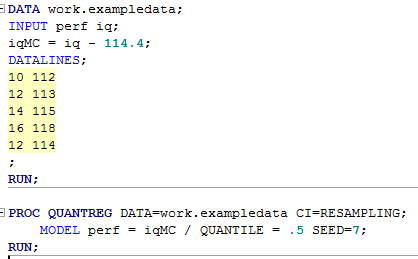 DATA work.exampledata;
INPUT perf iq;
iqMC = iq - 114.4;
DATALINES;
10 112
12 113
14 115
16 118
12 114
;
RUN;
PROC QUANTREG DATA=work.exampledata CI=RESAMPLING;
MODEL perf = iqMC / QUANTILE = .5 SEED=7;
RUN;